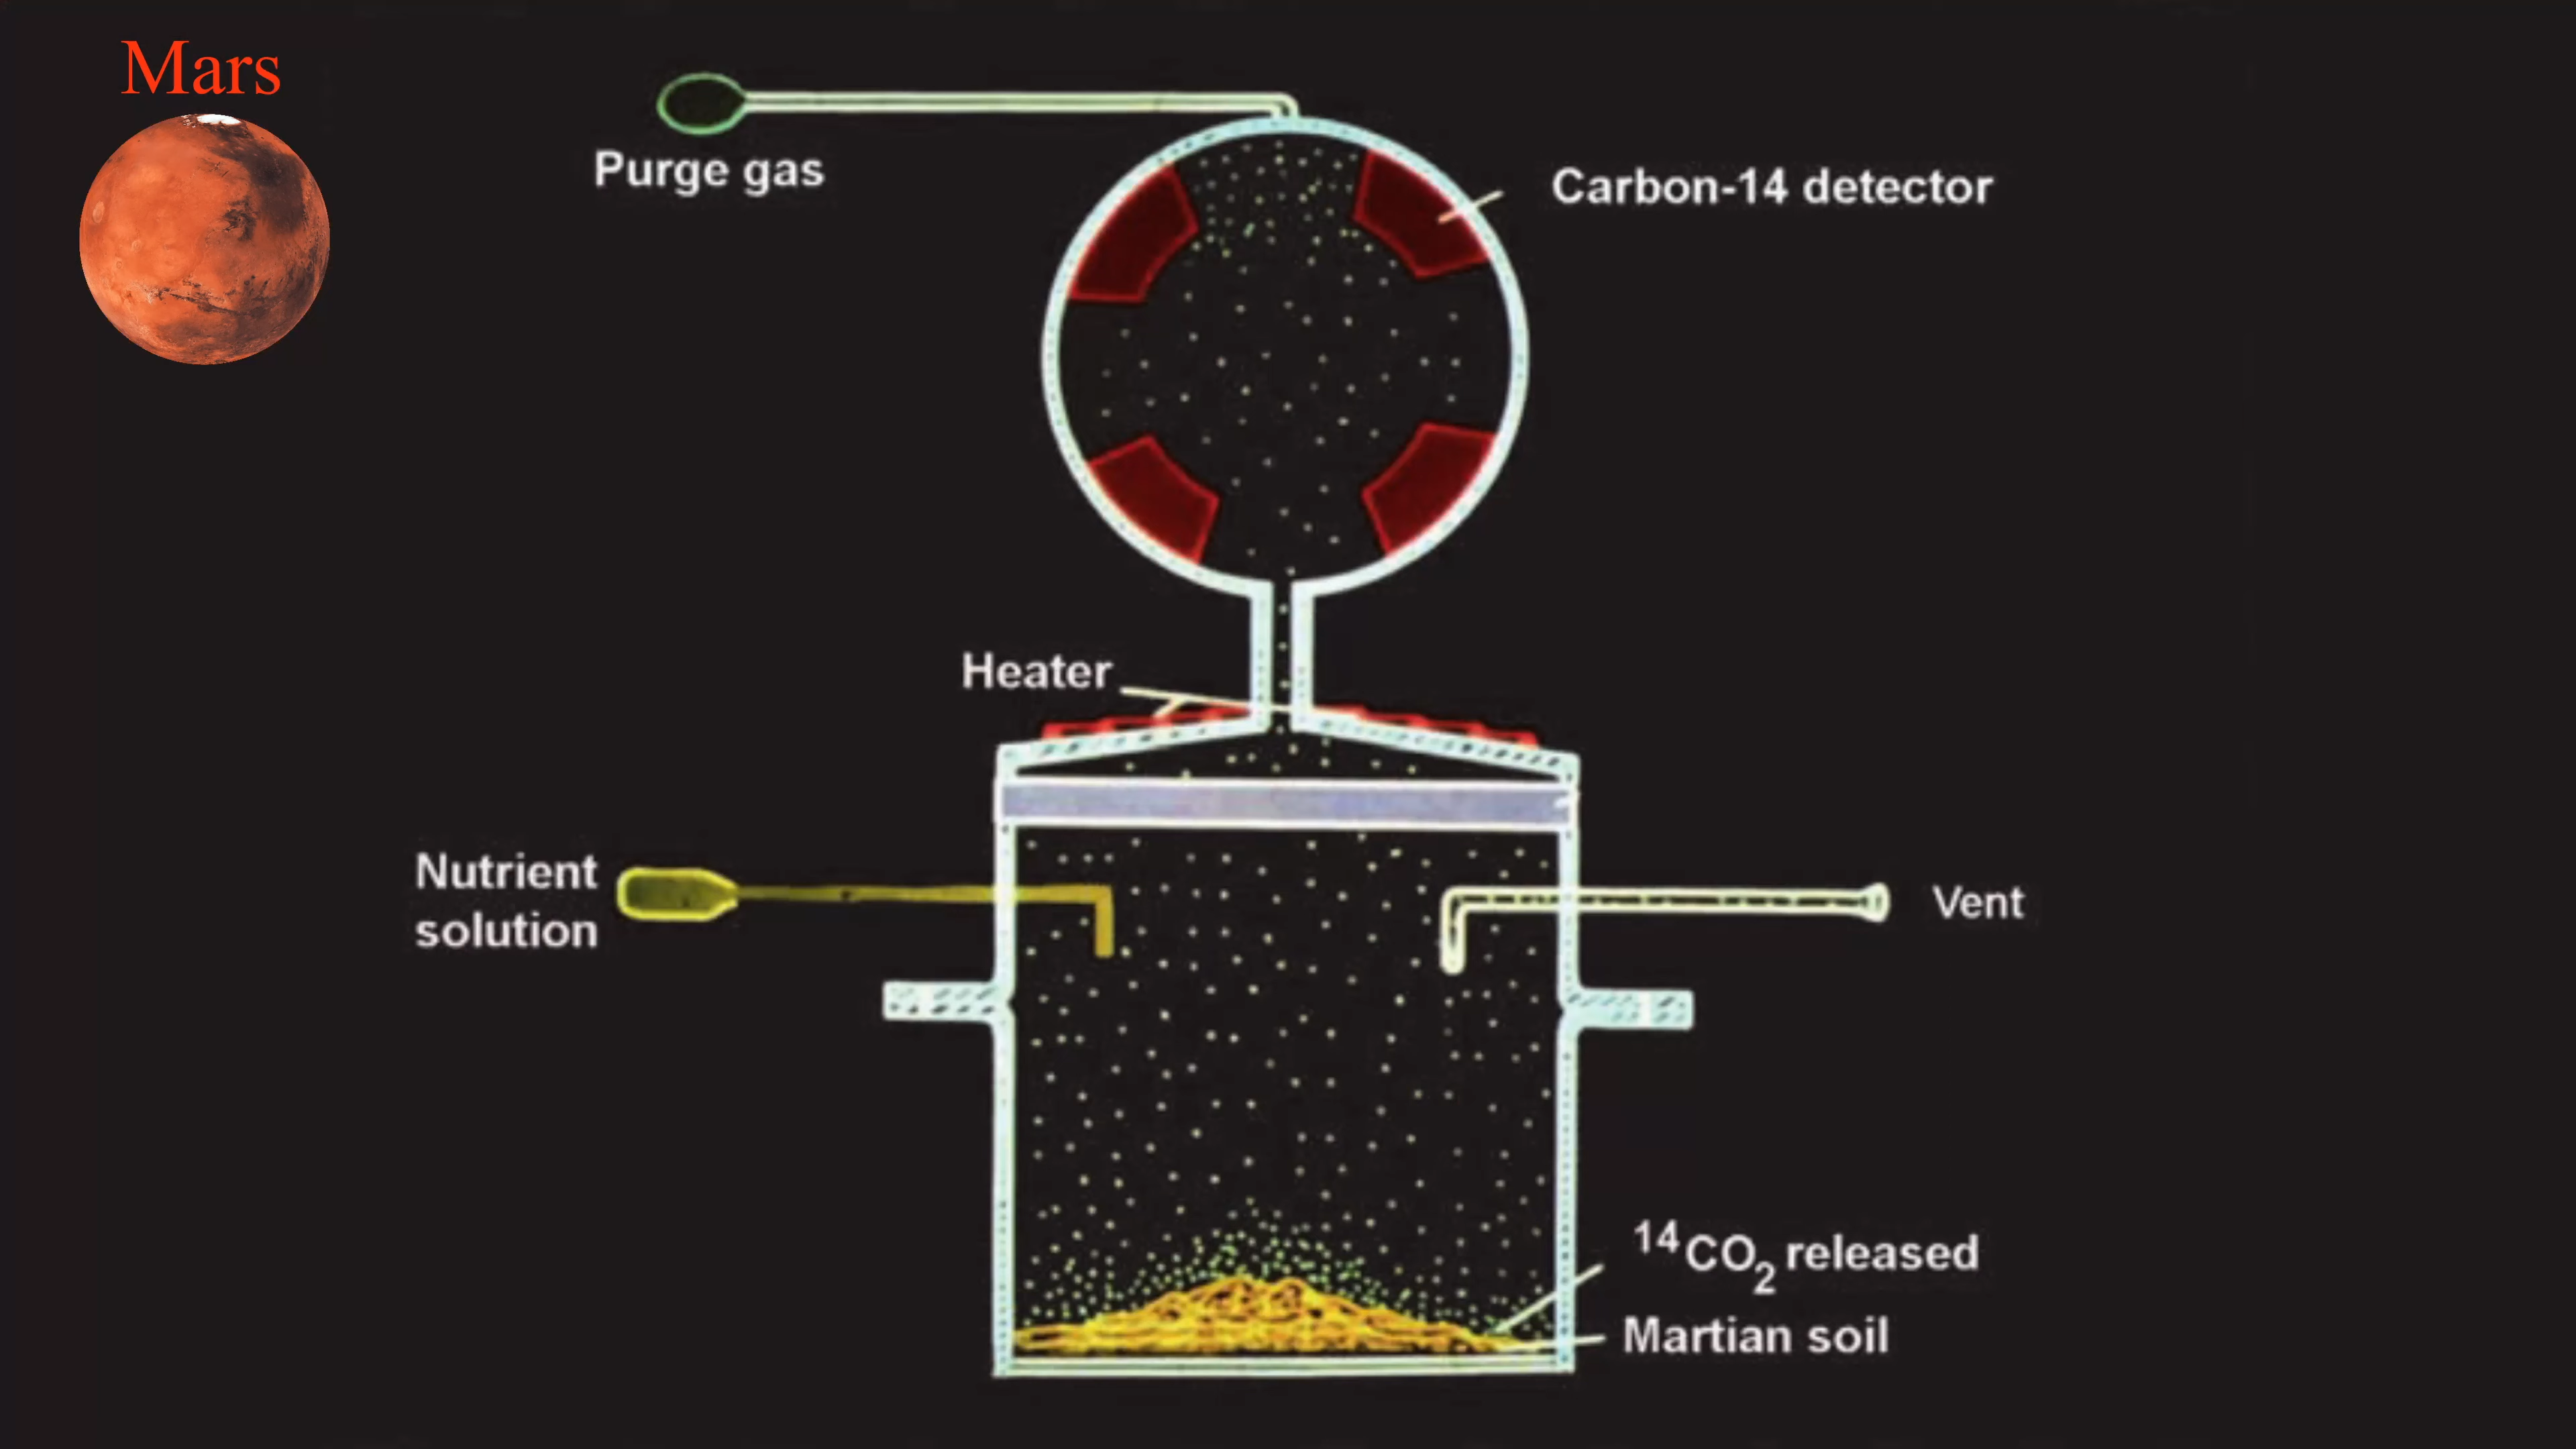 Mars
Purge gas
Carbon-14 detector
Heater
Nutrient
solution
Vent
¹⁴CO₂ released
Martian soil